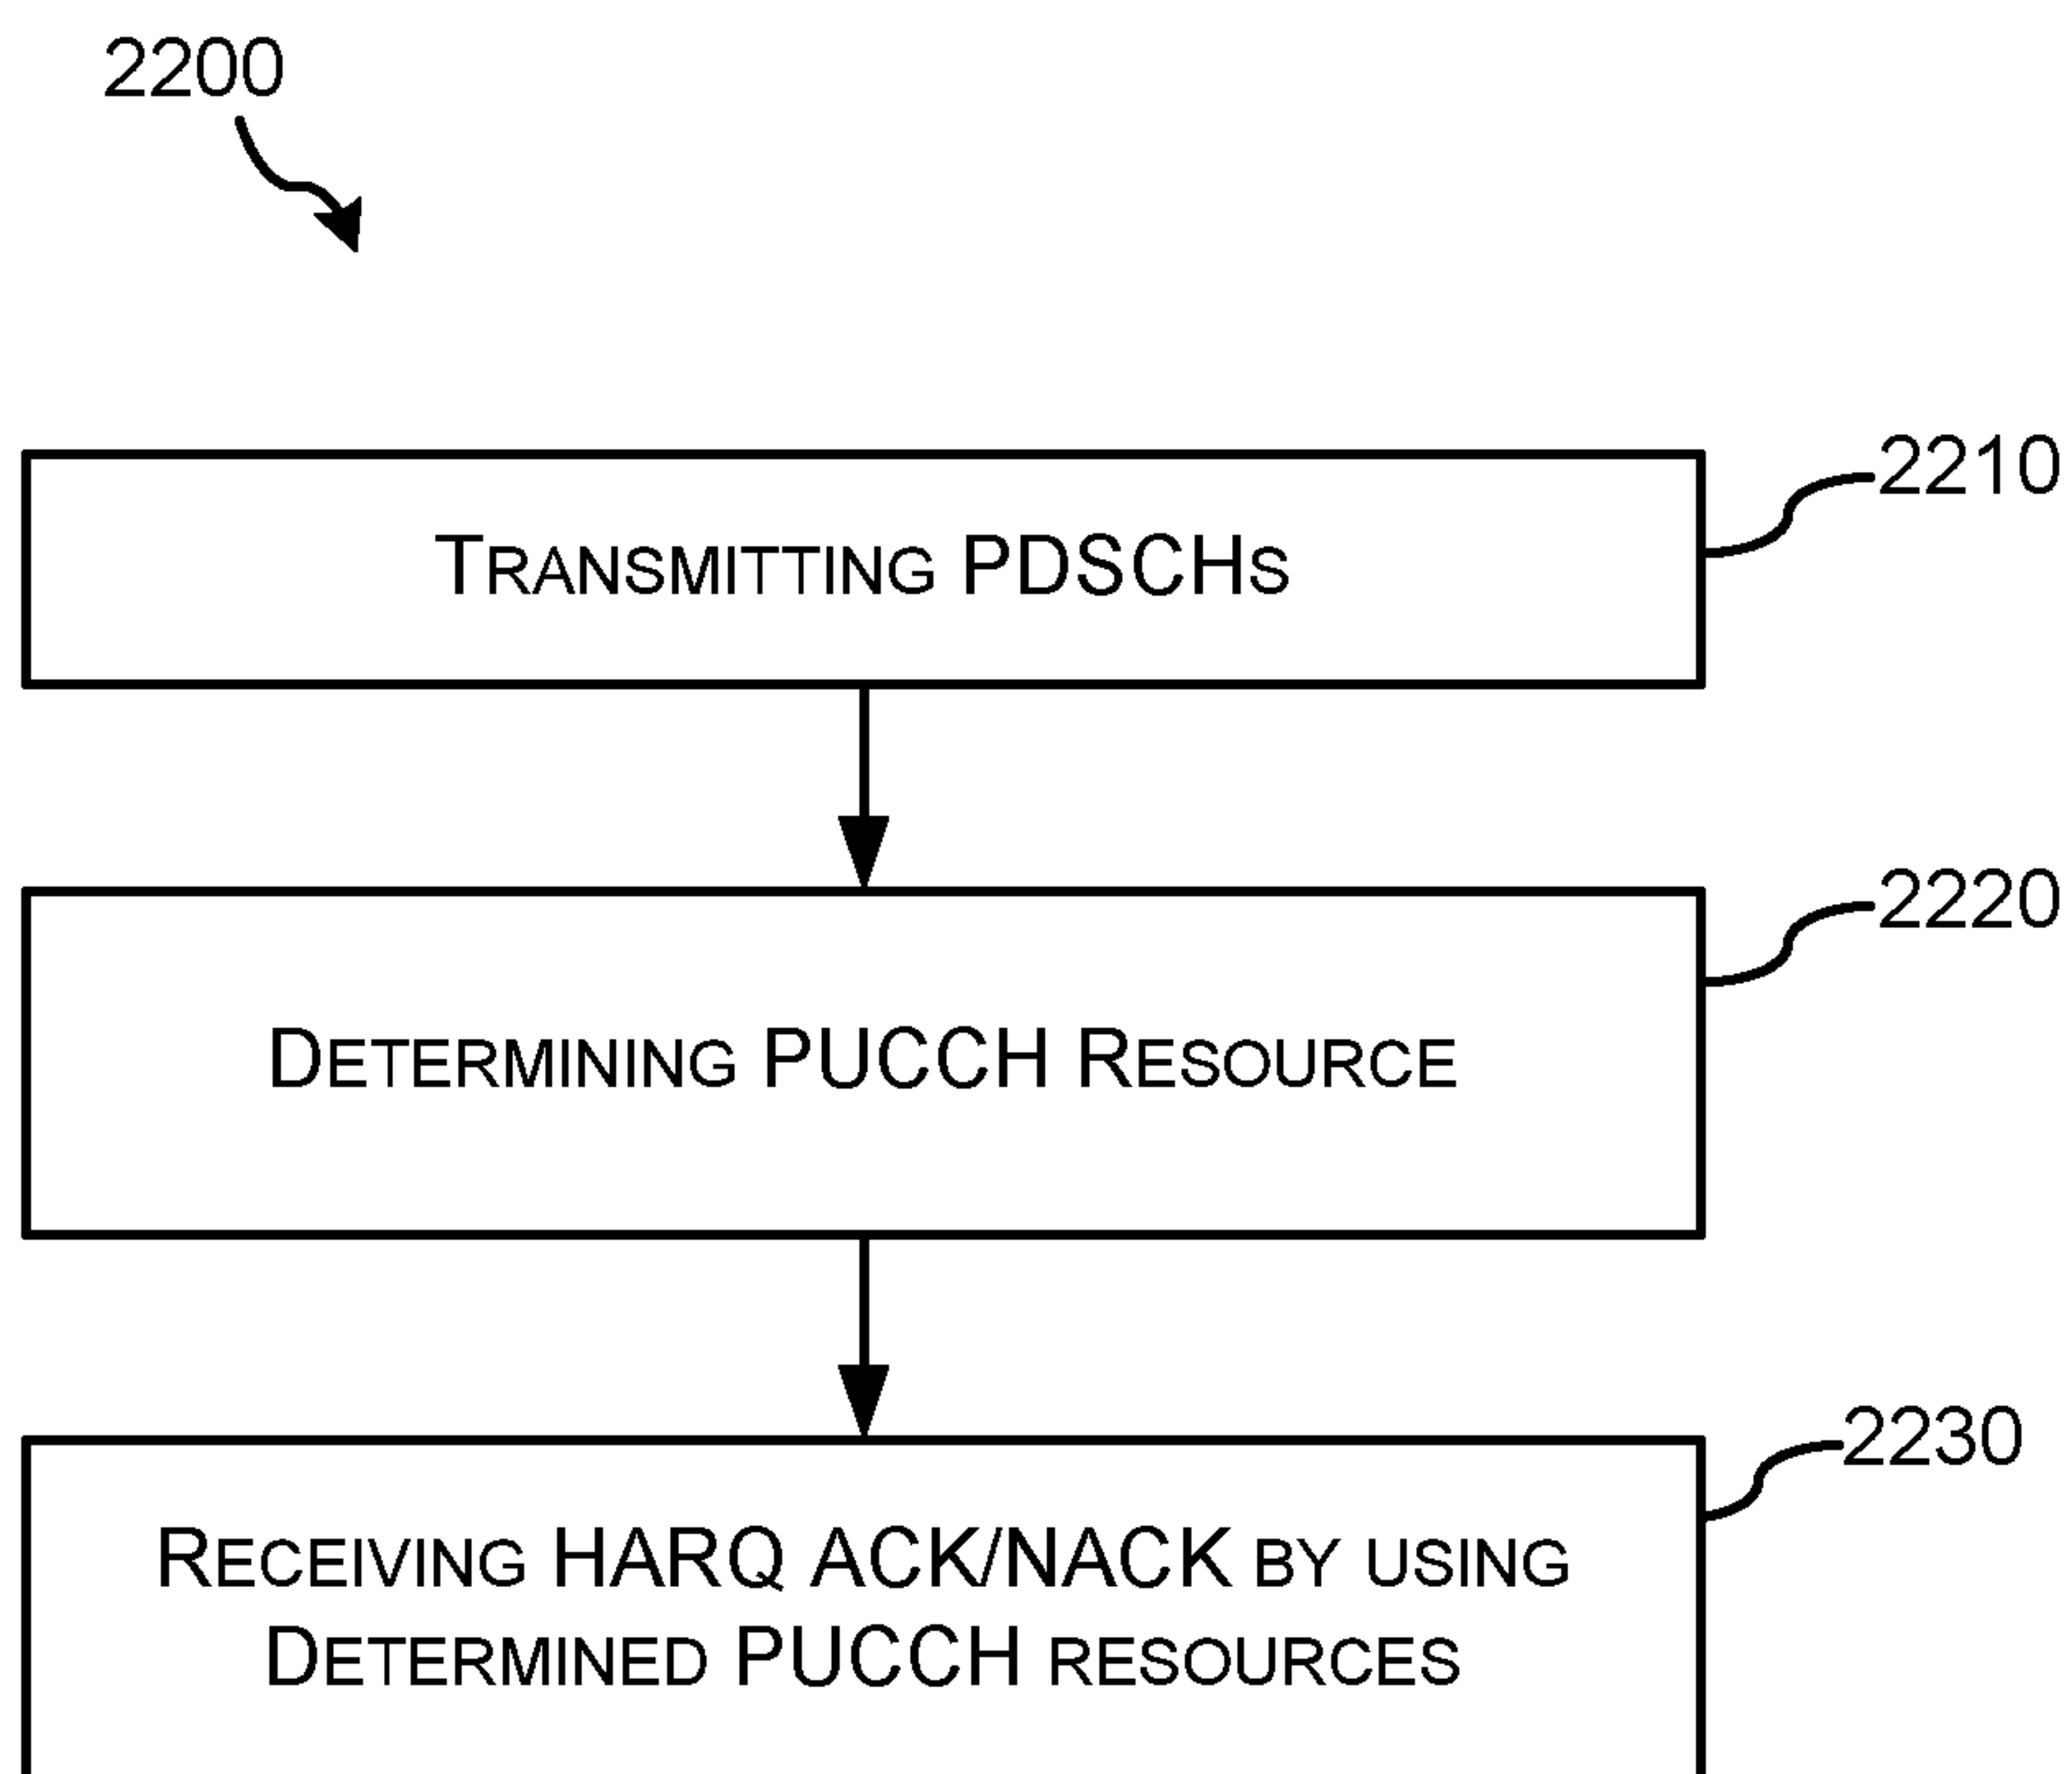 2200
2210
Transmitting PDSCHs
2220
Determining PUCCH Resource
2230
Receiving HARQ ACK/NACK by using
Determined PUCCH resources